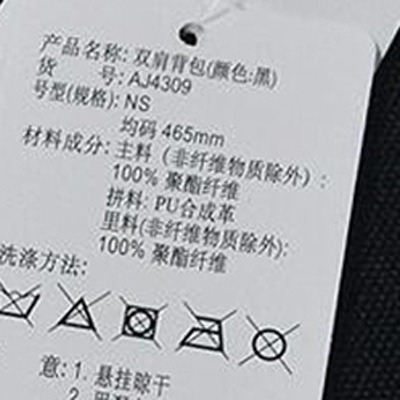 产品名称: 双肩背包(颜色:黑)
货 号: AJ4309
号型(规格): NS
均码 465mm
材料成分: 主料（非纤维物质除外）:
100% 聚酯纤维
拼料: PU合成革
里料(非纤维物质除外):
100% 聚酯纤维
洗涤方法:
意: 1. 悬挂晾干
2.